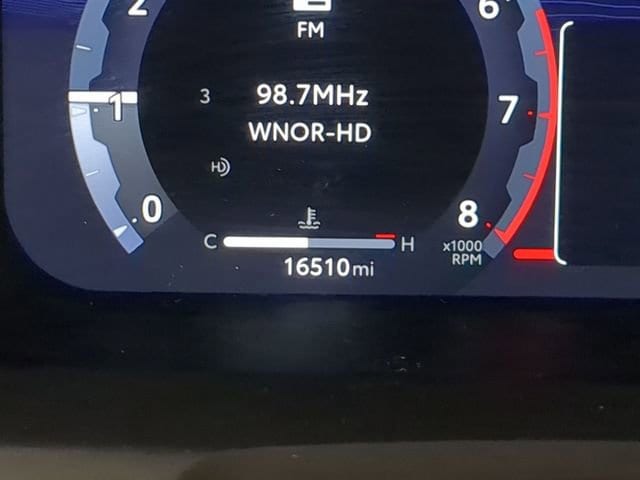 2
6
FM
3
98.7MHz
WNOR-HD
1
7
HD
0
8
C
H
x1000
RPM
16510mi